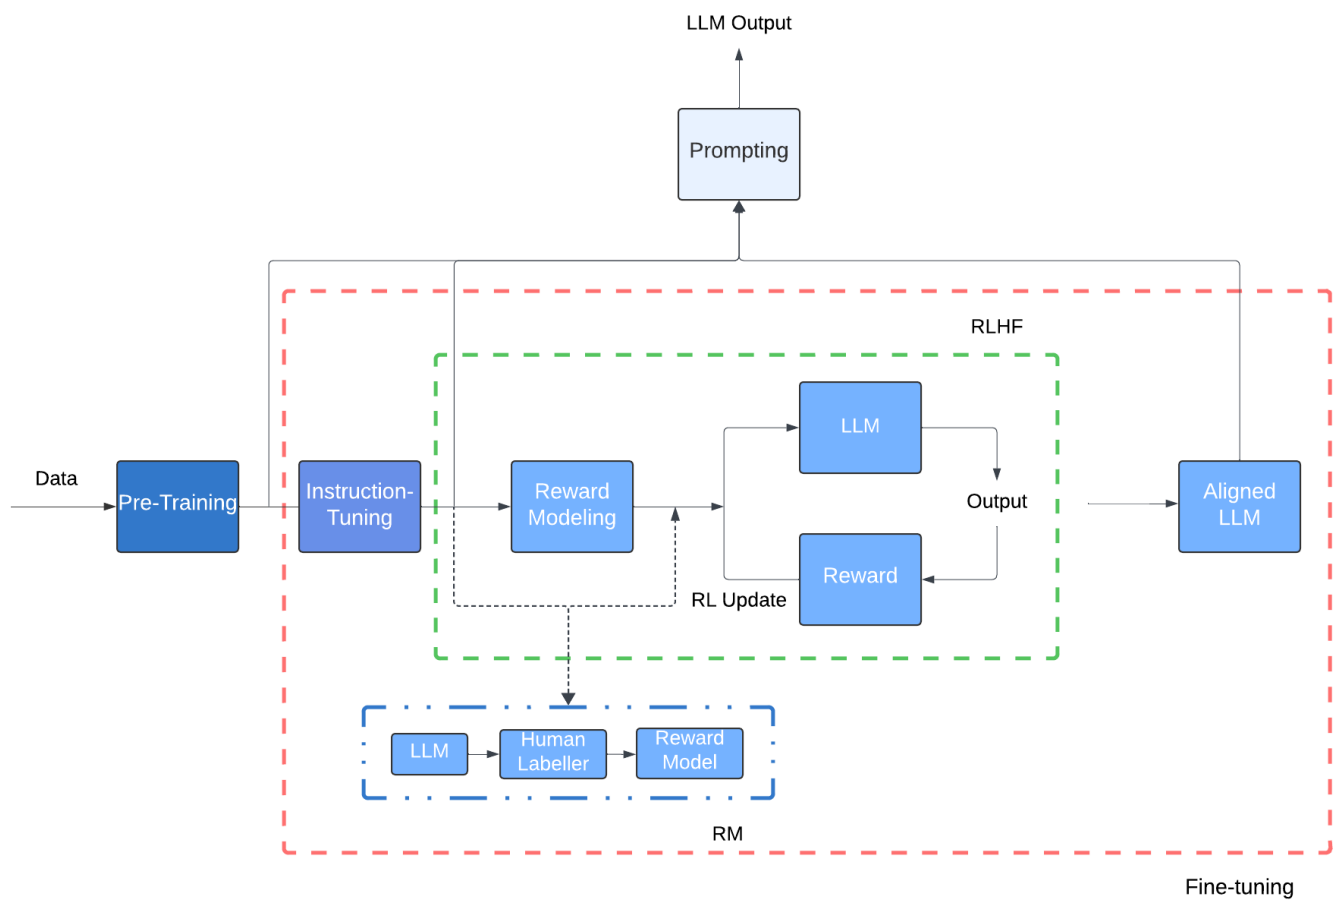 LLM Output
Prompting
RLHF
LLM
Data
Pre-Training
Instruction-
Tuning
Reward
Modeling
Output
Aligned
LLM
Reward
RL Update
LLM
Human
Labeller
Reward
Model
RM
Fine-tuning